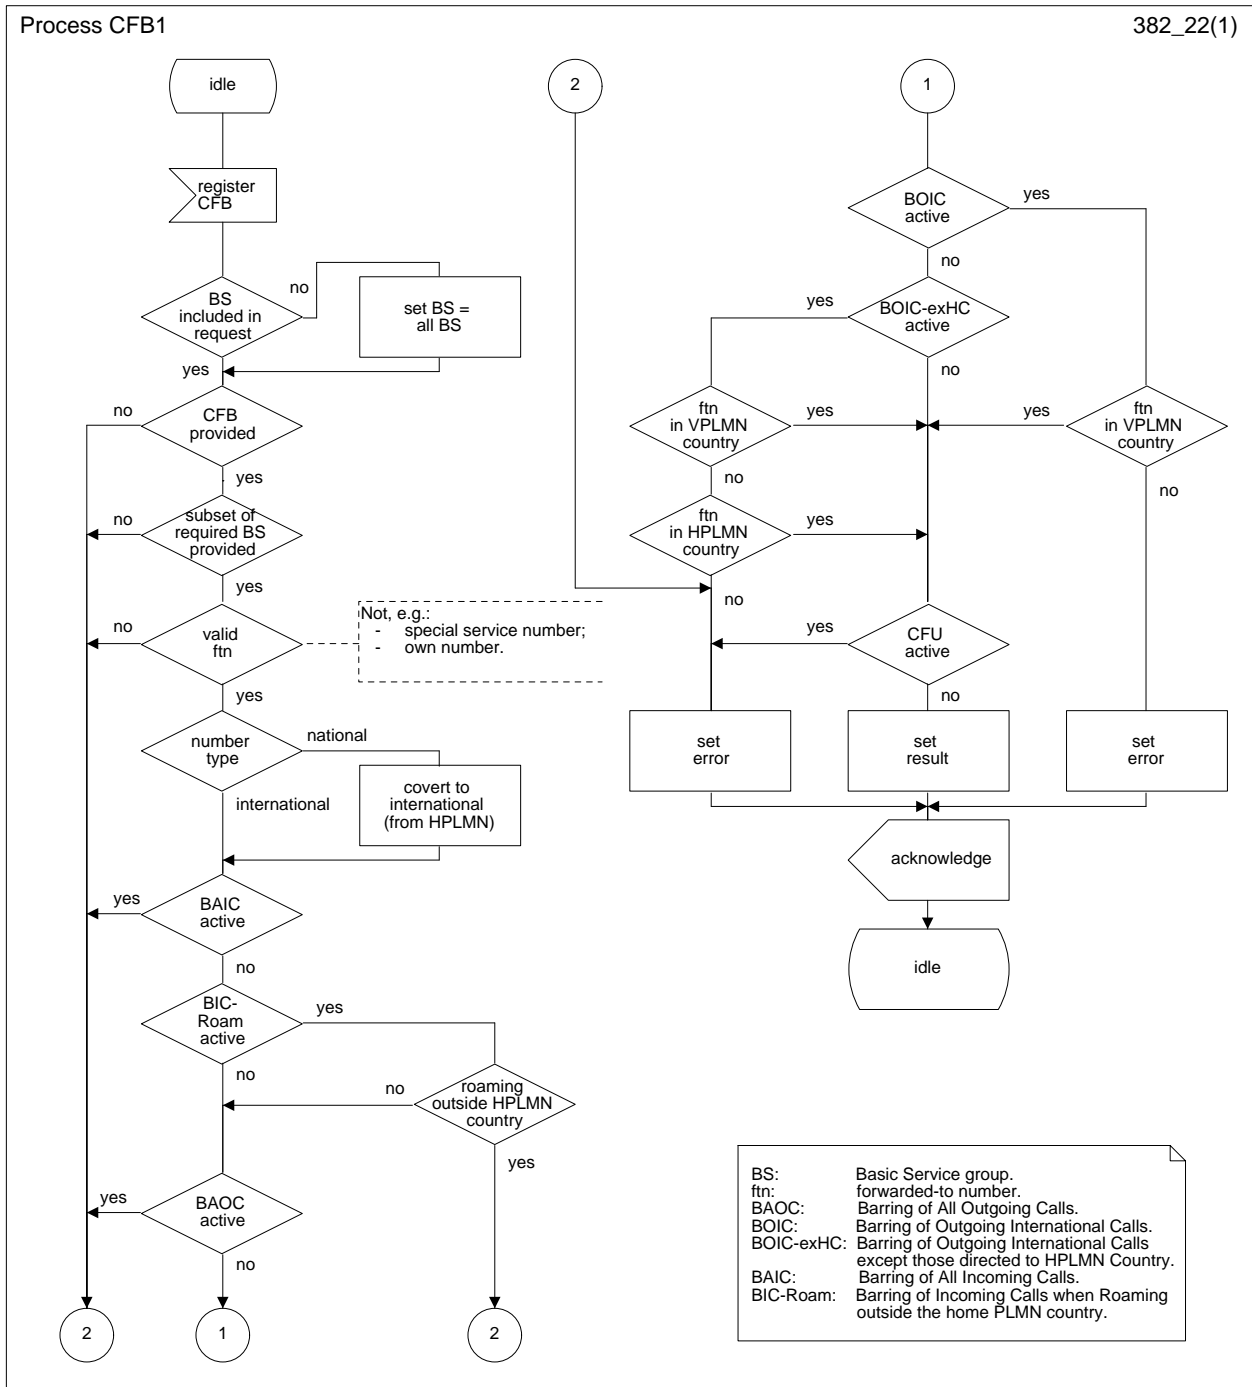 Process CFB1
382_22(1)
idle
register
CFB
BS
included in
request
no
set BS =
all BS
yes
CFB
provided
no
yes
subset of
required BS
provided
no
yes
valid
ftn
no
Not, e.g.:
- special service number;
- own number.
yes
number
type
national
international
covert to
international
(from HPLMN)
BAIC
active
yes
no
BIC-
Roam
active
yes
no
roaming
outside HPLMN
country
no
yes
BAOC
active
yes
no
2
1
2
2
1
BOIC
active
yes
no
BOIC-exHC
active
yes
no
ftn
in VPLMN
country
yes
no
ftn
in VPLMN
country
yes
no
ftn
in HPLMN
country
yes
no
CFU
active
yes
no
set
error
set
result
set
error
acknowledge
idle
BS: Basic Service group.
ftn: forwarded-to number.
BAOC: Barring of All Outgoing Calls.
BOIC: Barring of Outgoing International Calls.
BOIC-exHC: Barring of Outgoing International Calls
except those directed to HPLMN Country.
BAIC: Barring of All Incoming Calls.
BIC-Roam: Barring of Incoming Calls when Roaming
outside the home PLMN country.